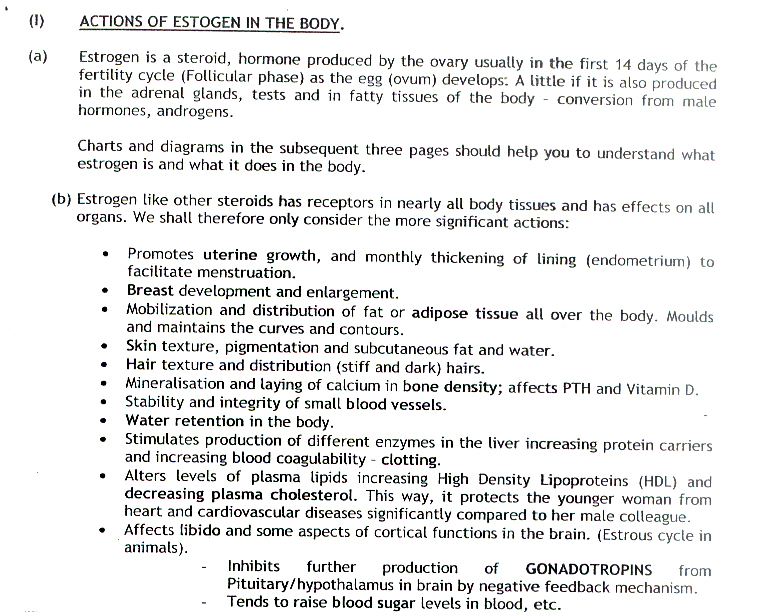 (I) ACTIONS OF ESTOGEN IN THE BODY.
(a) Estrogen is a steroid, hormone produced by the ovary usually in the first 14 days of the
fertility cycle (Follicular phase) as the egg (ovum) develops: A little if it is also produced
in the adrenal glands, tests and in fatty tissues of the body - conversion from male
hormones, androgens.
Charts and diagrams in the subsequent three pages should help you to understand what
estrogen is and what it does in the body.
(b) Estrogen like other steroids has receptors in nearly all body tissues and has effects on all
organs. We shall therefore only consider the more significant actions:
• Promotes uterine growth, and monthly thickening of lining (endometrium) to
facilitate menstruation.
• Breast development and enlargement.
• Mobilization and distribution of fat or adipose tissue all over the body. Moulds
and maintains the curves and contours.
• Skin texture, pigmentation and subcutaneous fat and water.
• Hair texture and distribution (stiff and dark) hairs.
• Mineralisation and laying of calcium in bone density; affects PTH and Vitamin D.
• Stability and integrity of small blood vessels.
• Water retention in the body.
• Stimulates production of different enzymes in the liver increasing protein carriers
and increasing blood coagulability - clotting.
• Alters levels of plasma lipids increasing High Density Lipoproteins (HDL) and
decreasing plasma cholesterol. This way, it protects the younger woman from
heart and cardiovascular diseases significantly compared to her male colleague.
• Affects libido and some aspects of cortical functions in the brain. (Estrous cycle in
animals).
- Inhibits further production of GONADOTROPINS from
Pituitary/hypothalamus in brain by negative feedback mechanism.
- Tends to raise blood sugar levels in blood, etc.